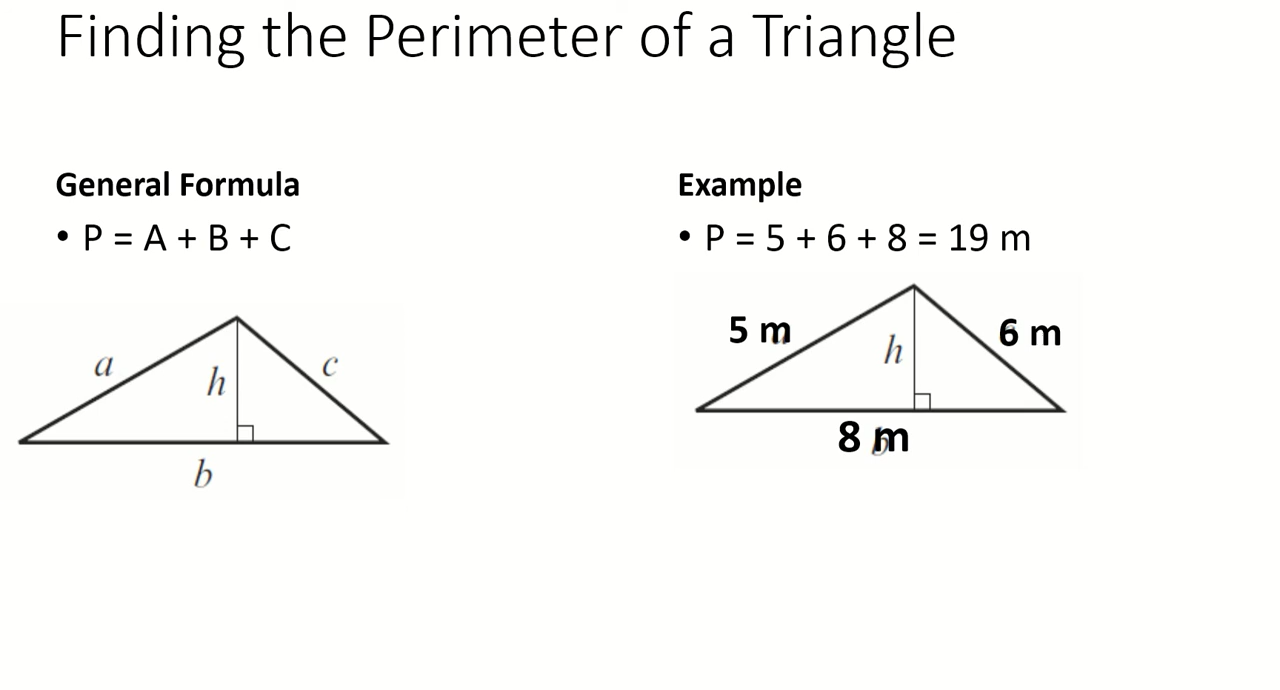 Finding the Perimeter of a Triangle
General Formula
• P = A + B + C
a
h
c
b
Example
• P = 5 + 6 + 8 = 19 m
5 m
h
6 m
8 m